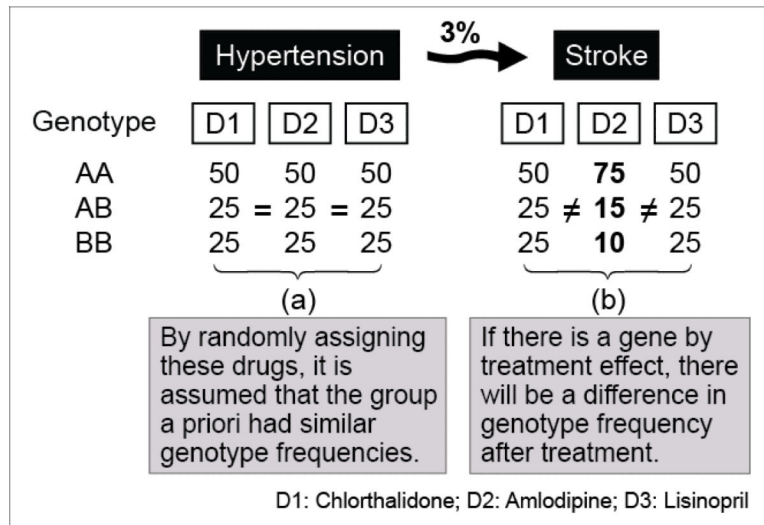 3%
Hypertension Stroke
Genotype D1 D2 D3 D1 D2 D3
AA 50 50 50 50 75 50
AB 25 = 25 = 25 25 ≠ 15 ≠ 25
BB 25 25 25 25 10 25
(a) (b)
By randomly assigning
these drugs, it is
assumed that the group
a priori had similar
genotype frequencies.
If there is a gene by
treatment effect, there
will be a difference in
genotype frequency
after treatment.
D1: Chlorthalidone; D2: Amlodipine; D3: Lisinopril